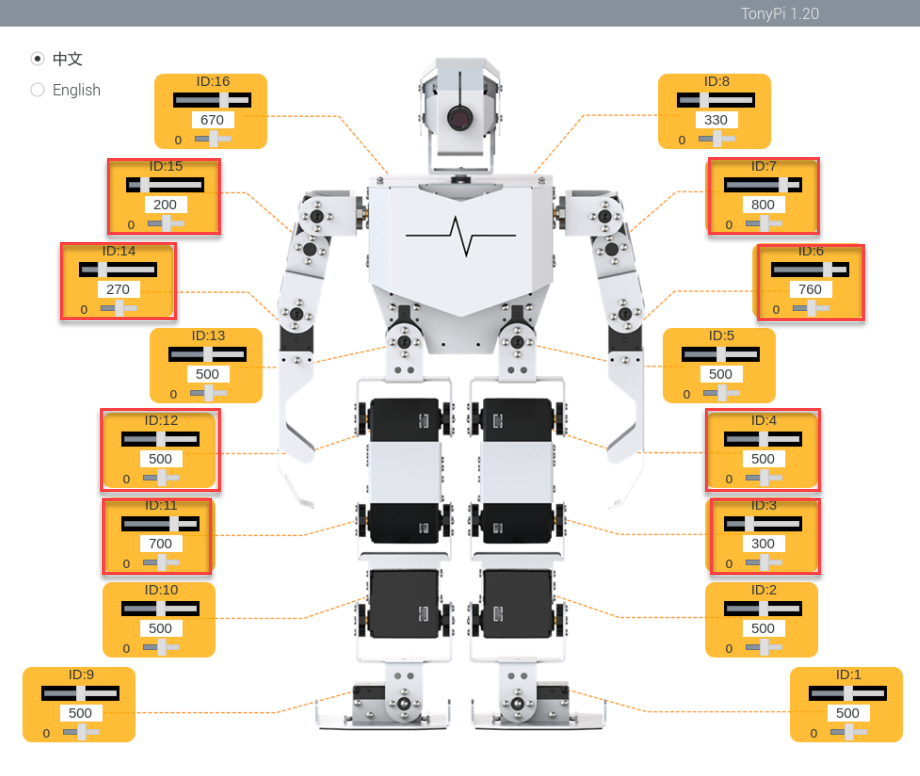 TonyPi 1.20
中文
English
ID:16
670
0
ID:8
330
0
ID:15
200
0
ID:7
800
0
ID:14
270
0
ID:6
760
0
ID:13
500
0
ID:5
500
0
ID:12
500
0
ID:4
500
0
ID:11
700
0
ID:3
300
0
ID:10
500
0
ID:2
500
0
ID:9
500
0
ID:1
500
0